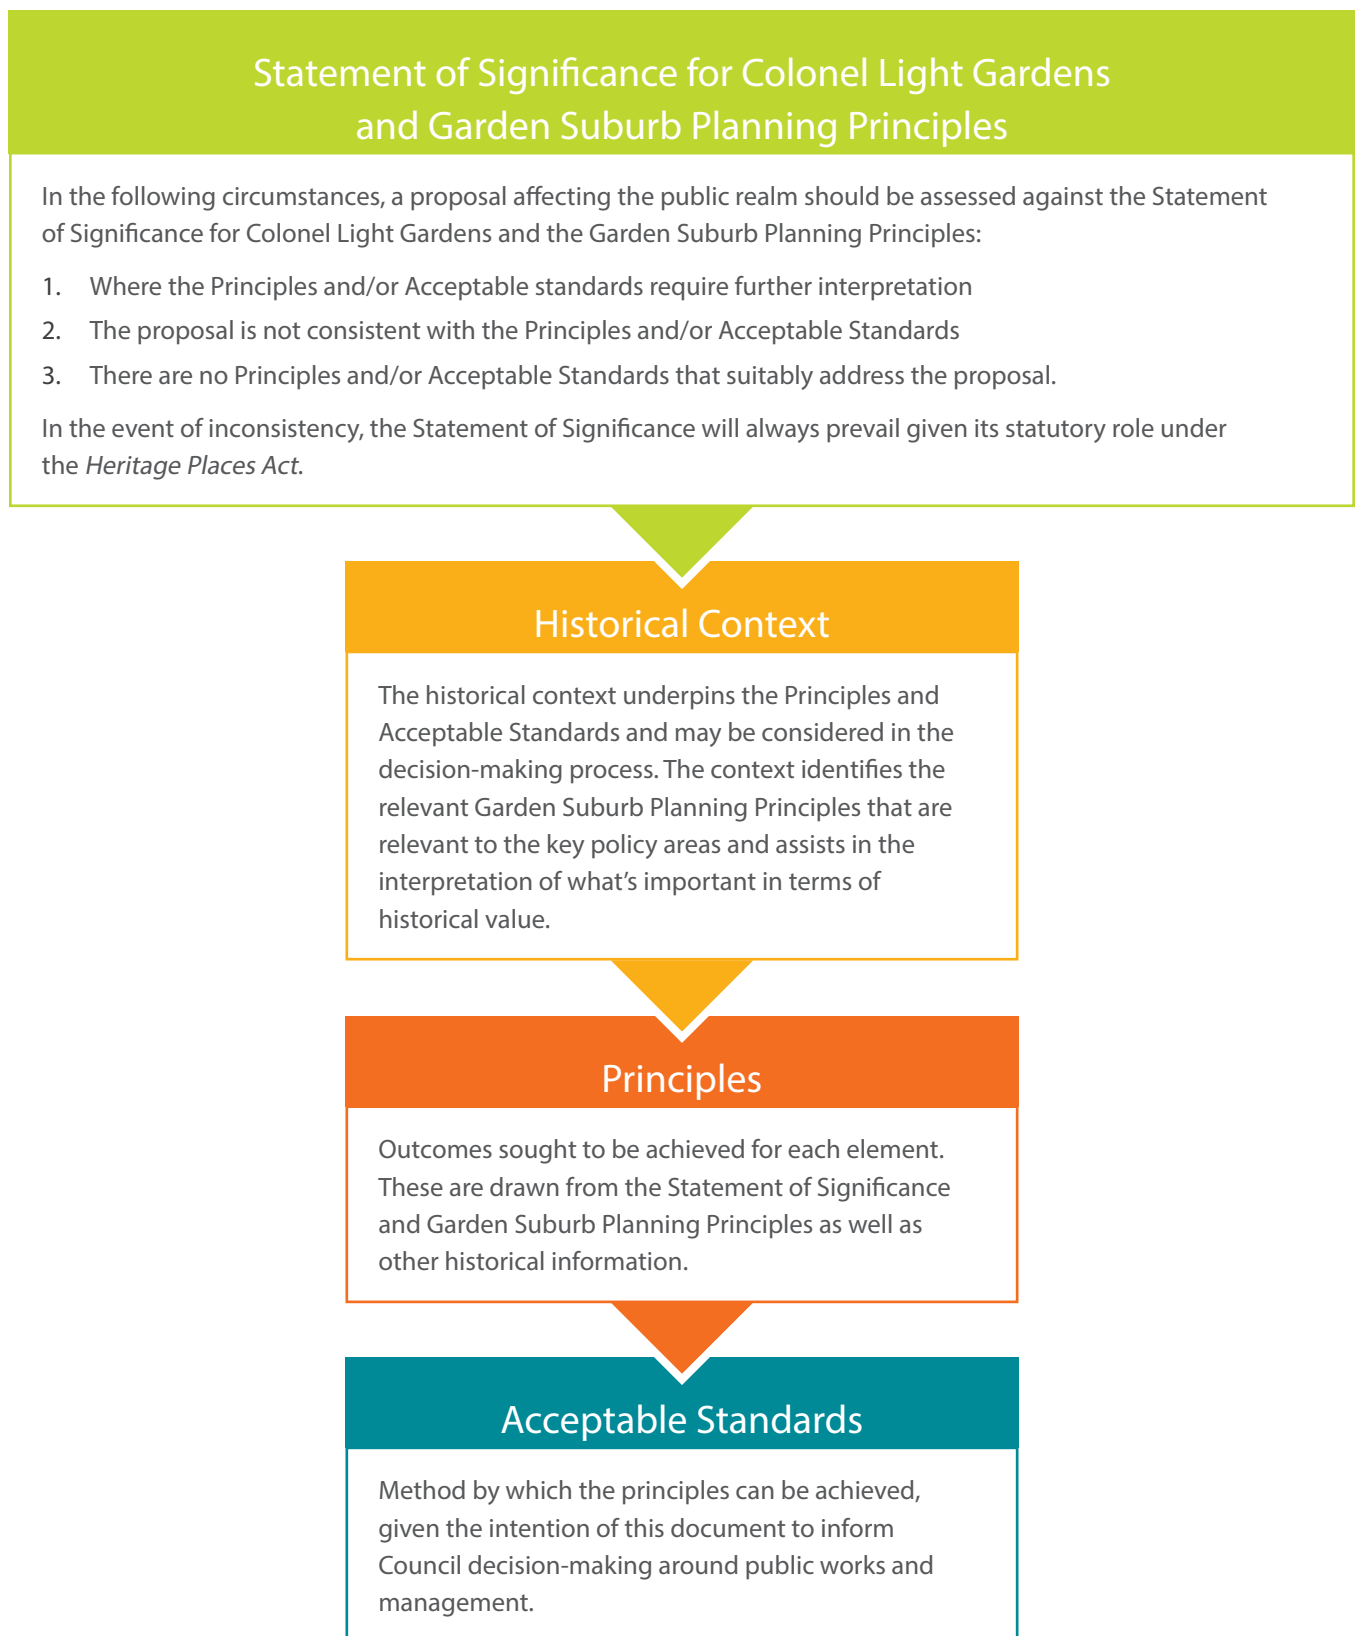 Statement of Significance for Colonel Light Gardens
and Garden Suburb Planning Principles
In the following circumstances, a proposal affecting the public realm should be assessed against the Statement
of Significance for Colonel Light Gardens and the Garden Suburb Planning Principles:
1. Where the Principles and/or Acceptable standards require further interpretation
2. The proposal is not consistent with the Principles and/or Acceptable Standards
3. There are no Principles and/or Acceptable Standards that suitably address the proposal.
In the event of inconsistency, the Statement of Significance will always prevail given its statutory role under
the Heritage Places Act.
Historical Context
The historical context underpins the Principles and
Acceptable Standards and may be considered in the
decision-making process. The context identifies the
relevant Garden Suburb Planning Principles that are
relevant to the key policy areas and assists in the
interpretation of what's important in terms of
historical value.
Principles
Outcomes sought to be achieved for each element.
These are drawn from the Statement of Significance
and Garden Suburb Planning Principles as well as
other historical information.
Acceptable Standards
Method by which the principles can be achieved,
given the intention of this document to inform
Council decision-making around public works and
management.